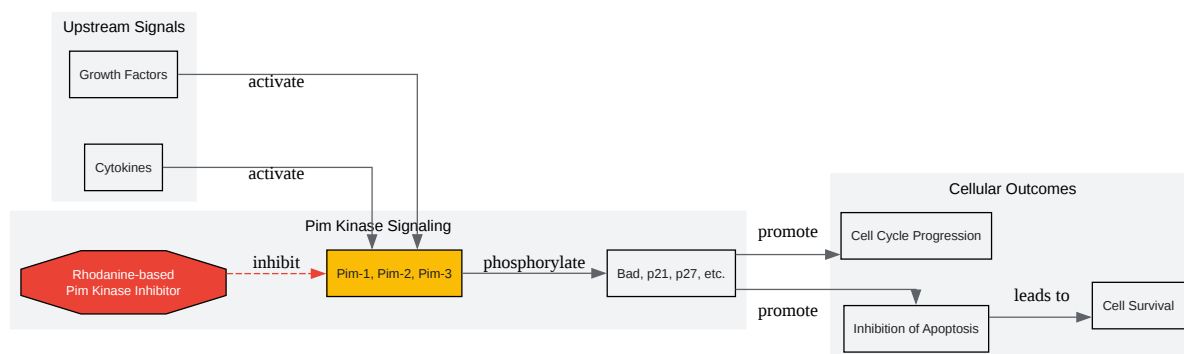 Upstream Signals
Growth Factors
activate
Cytokines
activate
Pim Kinase Signaling
Rhodanine-based
Pim Kinase Inhibitor
inhibit
Pim-1, Pim-2, Pim-3
phosphorylate
Bad, p21, p27, etc.
promote
promote
Cellular Outcomes
Cell Cycle Progression
Inhibition of Apoptosis
leads to
Cell Survival